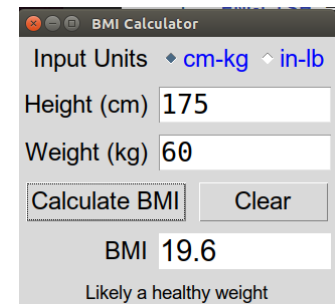 BMI Calculator
Input Units cm-kg in-lb
Height (cm) 175
Weight (kg) 60
Calculate BMI Clear
BMI 19.6
Likely a healthy weight